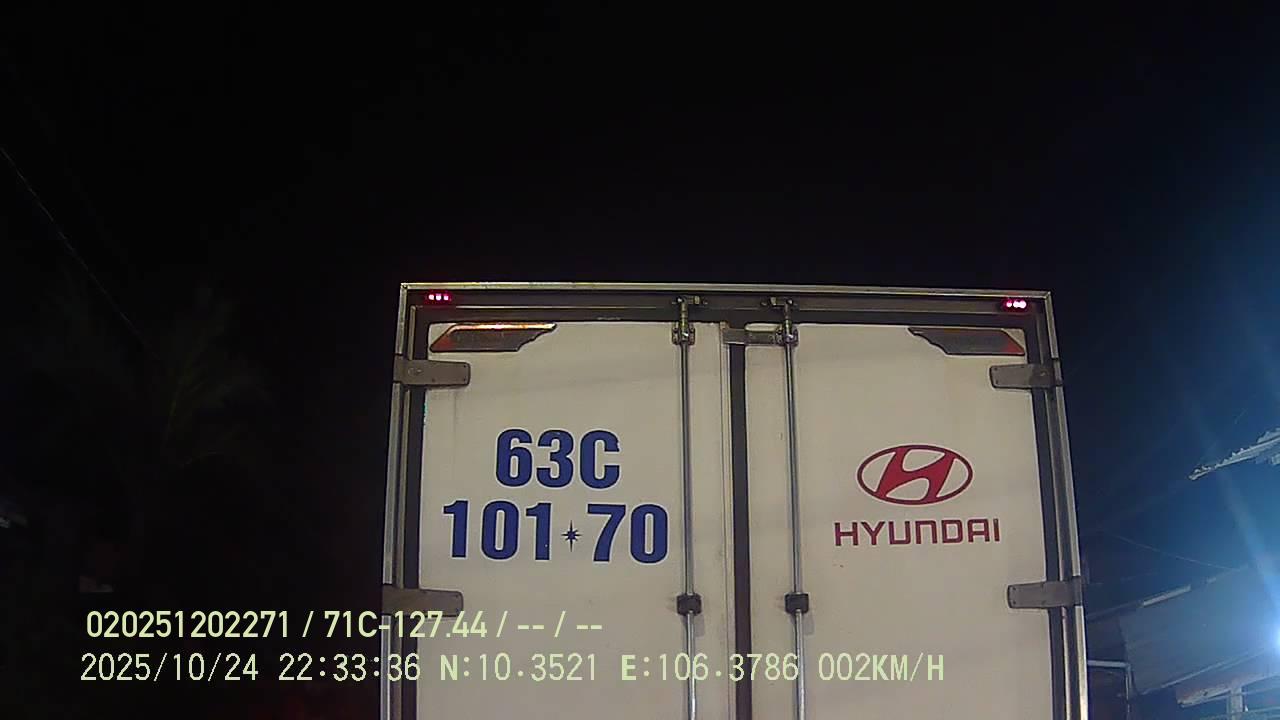 63C
101 70
HYUNDAI
020251202271 / 71C-127.44 / -- / --
2025/10/24 22:33:36 N:10.3521 E:106.3786 002KM/H